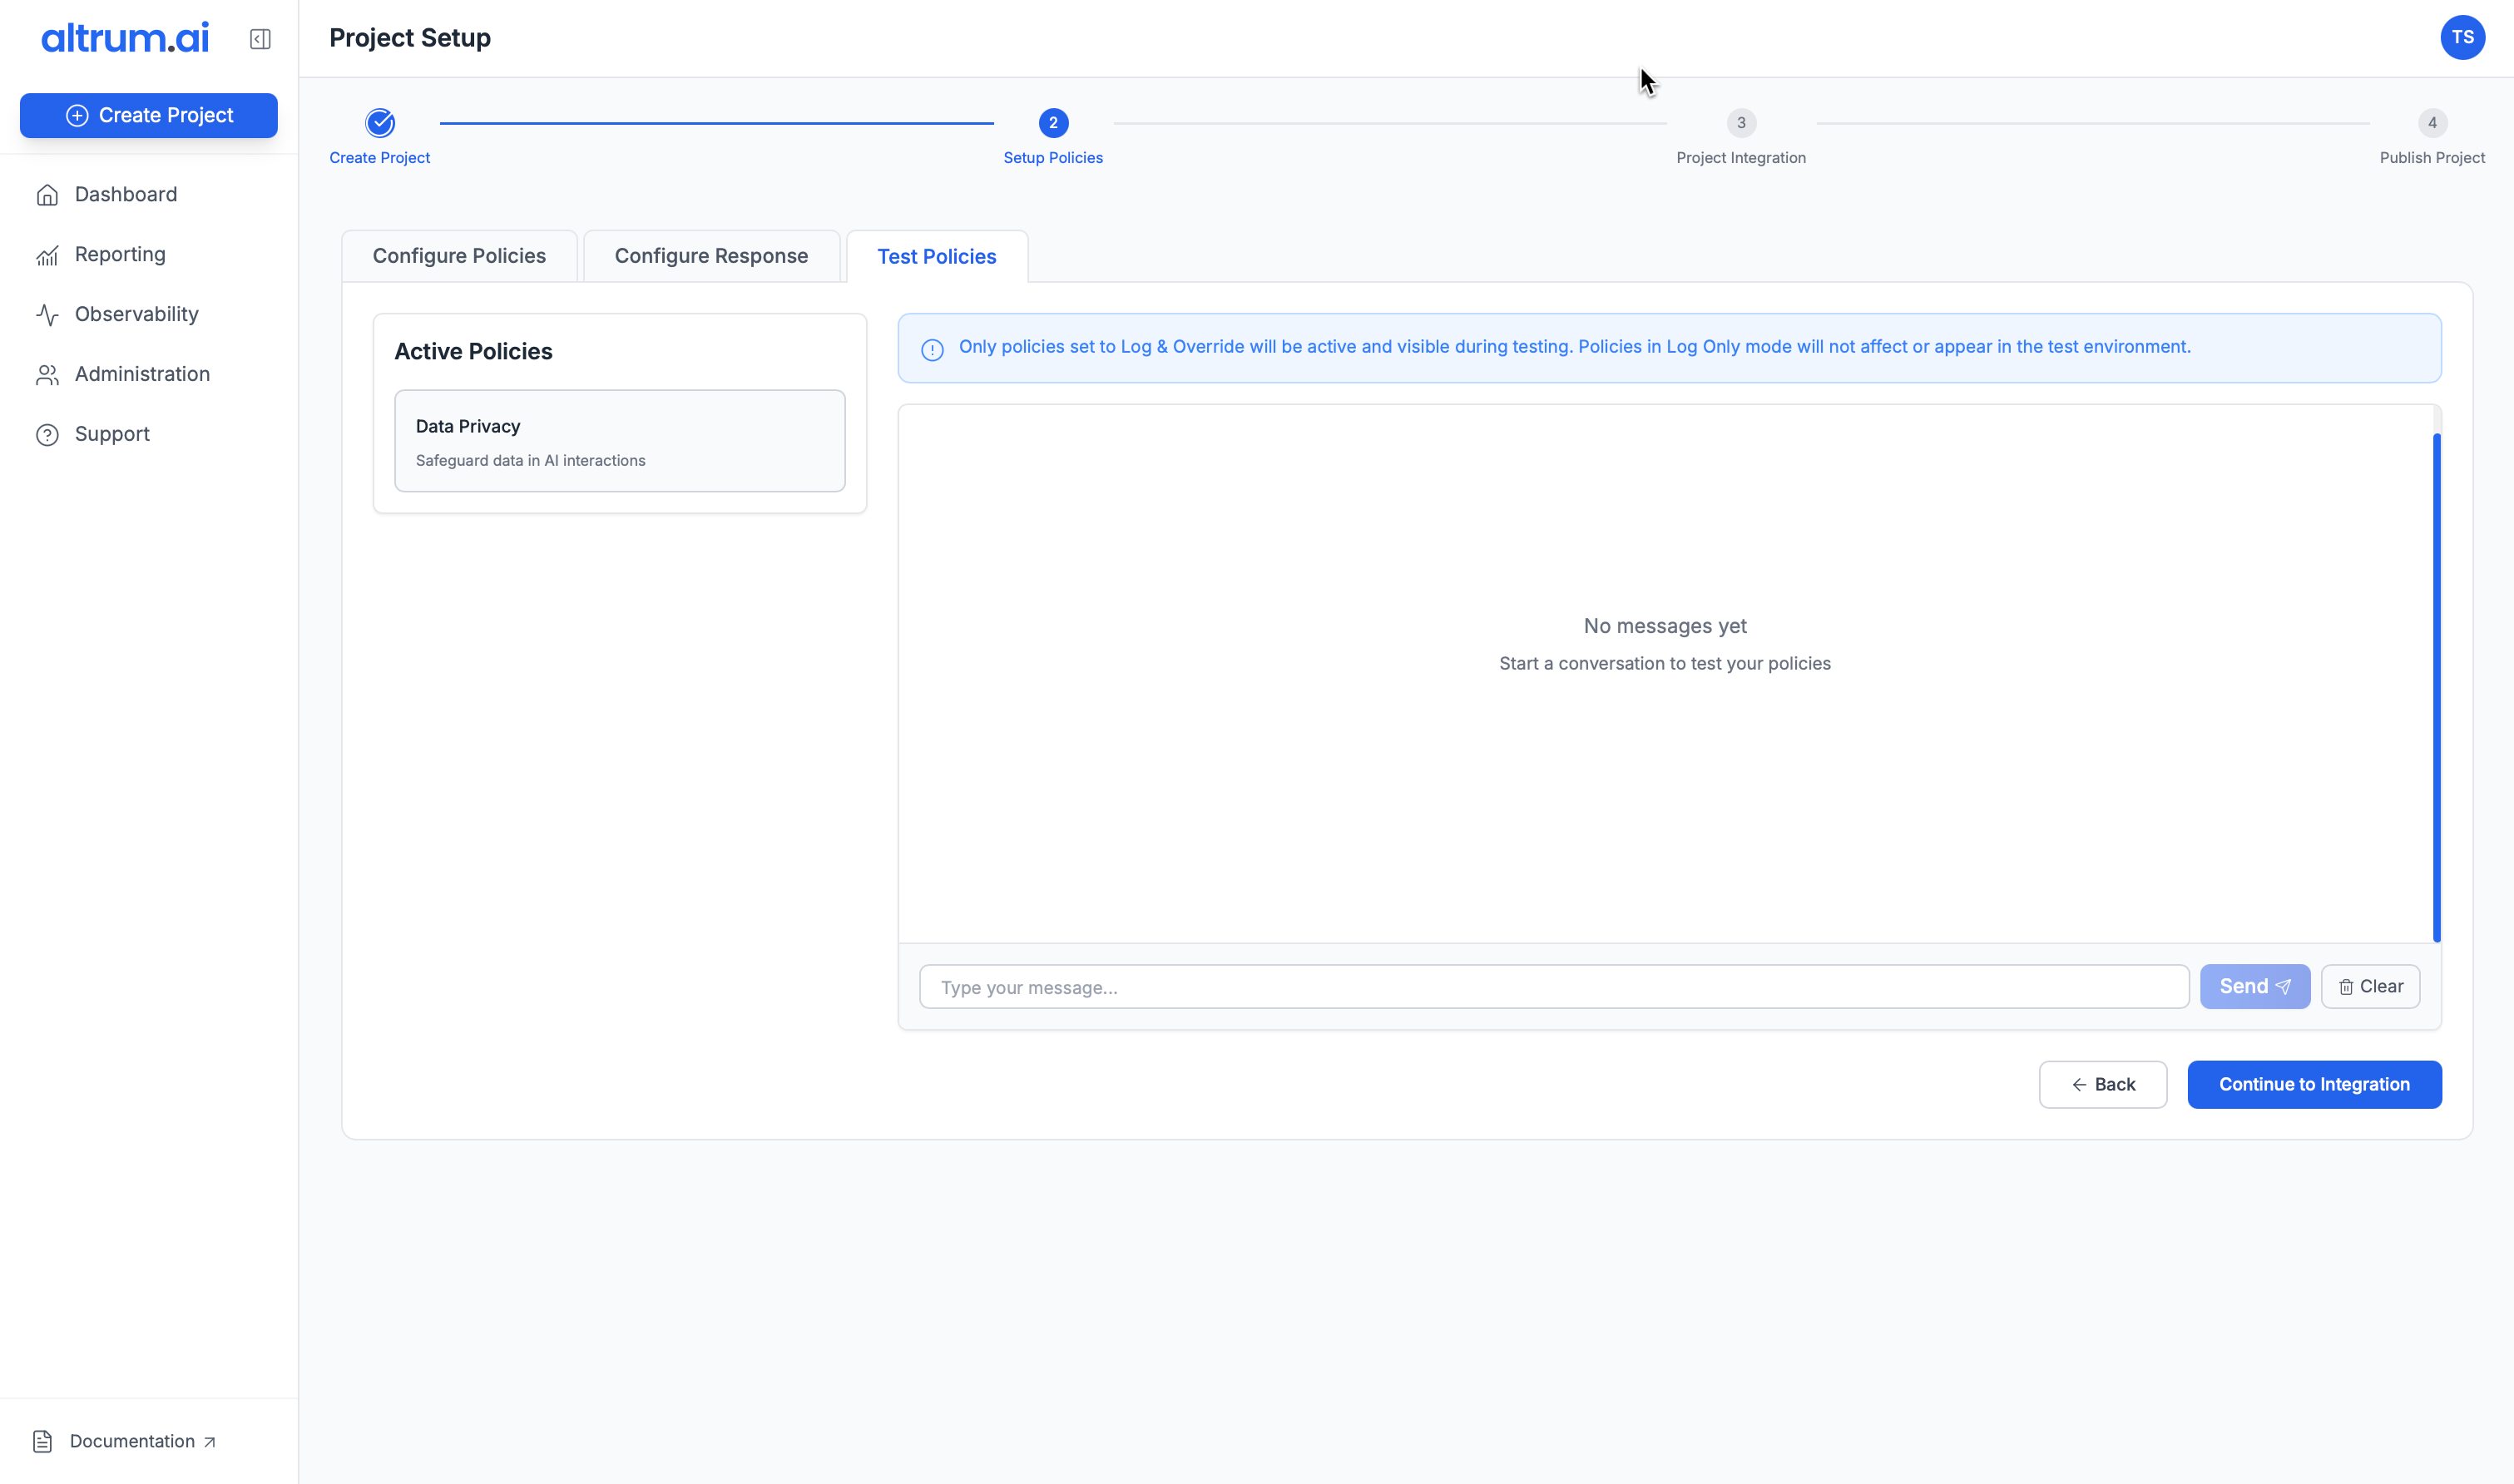 altrum.ai
Project Setup
TS
Create Project
Dashboard
Reporting
Observability
Administration
Support
Documentation
2
3
4
Create Project
Setup Policies
Project Integration
Publish Project
Configure Policies
Configure Response
Test Policies
Active Policies
Data Privacy
Safeguard data in AI interactions
Only policies set to Log & Override will be active and visible during testing. Policies in Log Only mode will not affect or appear in the test environment.
No messages yet
Start a conversation to test your policies
Type your message...
Send
Clear
Back
Continue to Integration